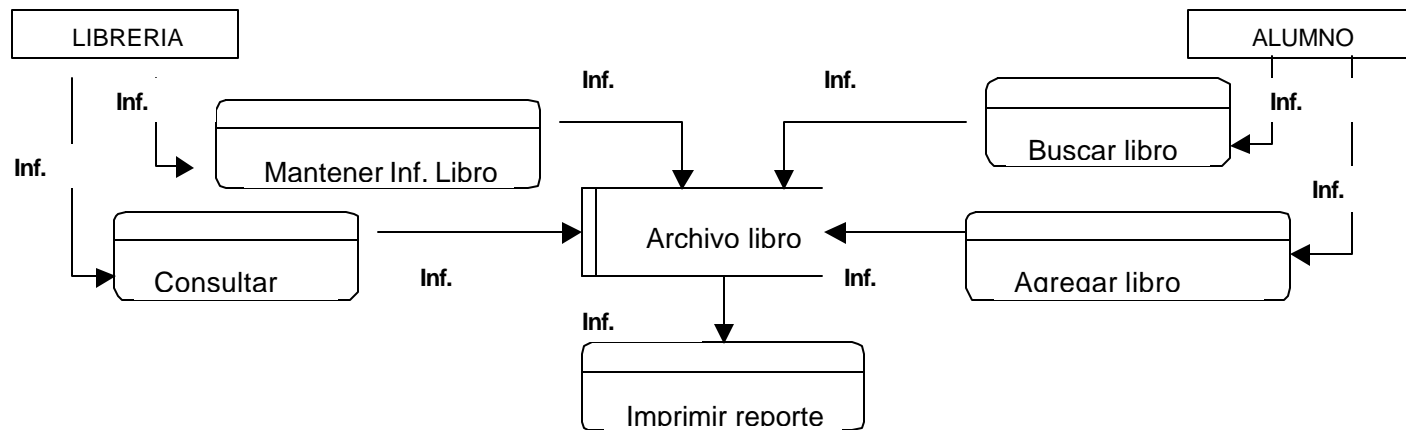 LIBRERIA
ALUMNO
Inf.
Inf.
Inf.
Inf.
Mantener Inf. Libro
Buscar libro
Inf.
Inf.
Archivo libro
Consultar
Inf.
Inf.
Agregar libro
Inf.
Imprimir reporte